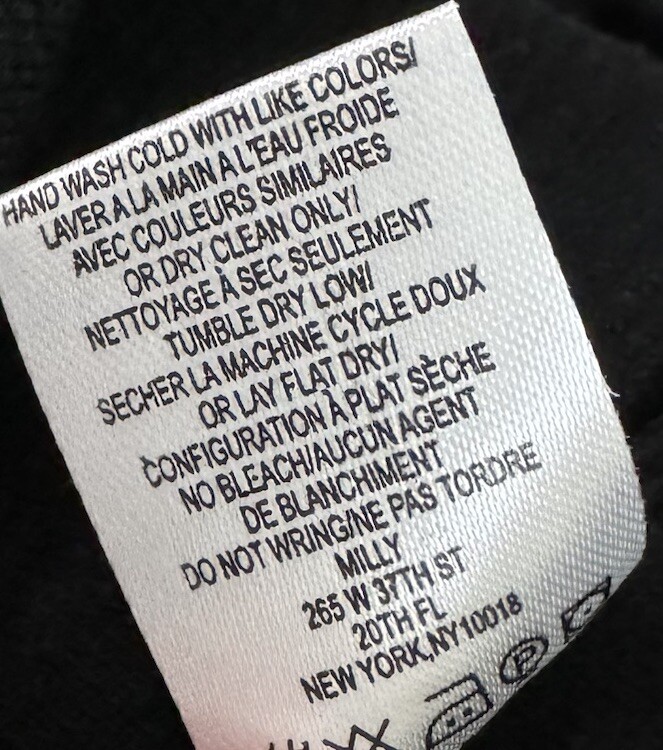 HAND WASH COLD WITH LIKE COLORS/
LAVER A LA MAIN A L'EAU FROIDE
AVEC COULEURS SIMILAIRES
OR DRY CLEAN ONLY/
NETTOYAGE À SEC SEULEMENT
TUMBLE DRY LOW/
SECHER LA MACHINE CYCLE DOUX
OR LAY FLAT DRY/
CONFIGURATION À PLAT SÈCHE
NO BLEACH/AUCUN AGENT
DE BLANCHIMENT
DO NOT WRING/NE PAS TORDRE
MILLY
265 W 37TH ST
20TH FL
NEW YORK,NY10018
P